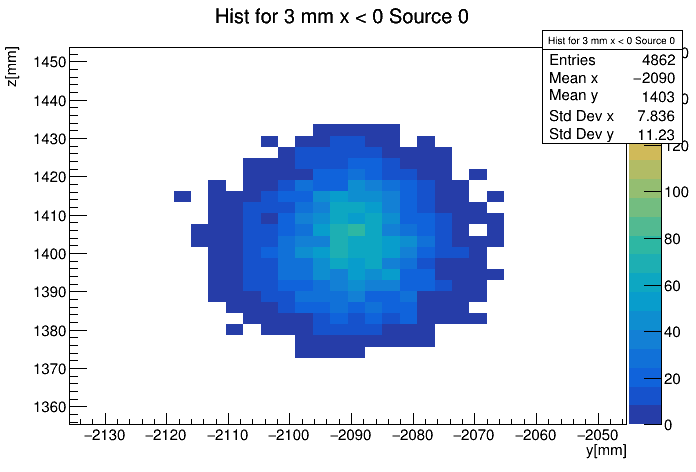 Hist for 3 mm x < 0 Source 0
Hist for 3 mm x < 0 Source 0
Entries 4862
Mean x −2090
Mean y 1403
Std Dev x 7.836
Std Dev y 11.23
z[mm]
1450
1440
1430
1420
1410
1400
1390
1380
1370
1360
−2130 −2120 −2110 −2100 −2090 −2080 −2070 −2060 −2050
y[mm]
120
100
80
60
40
20
0